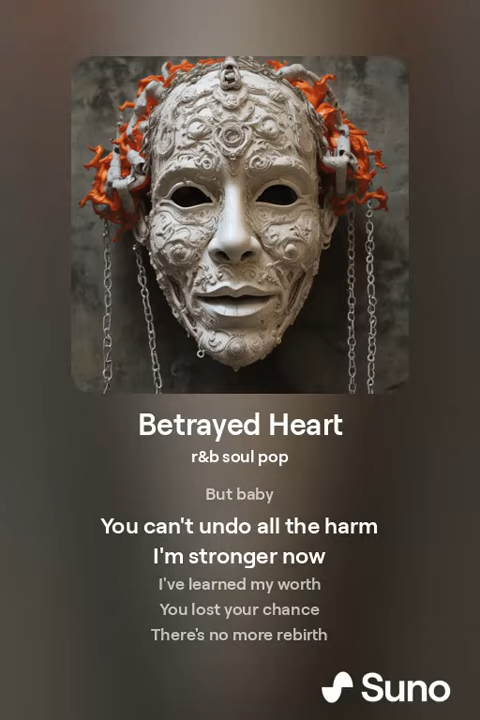 Betrayed Heart
r&b soul pop
But baby
You can't undo all the harm
I'm stronger now
I've learned my worth
You lost your chance
There's no more rebirth
Suno